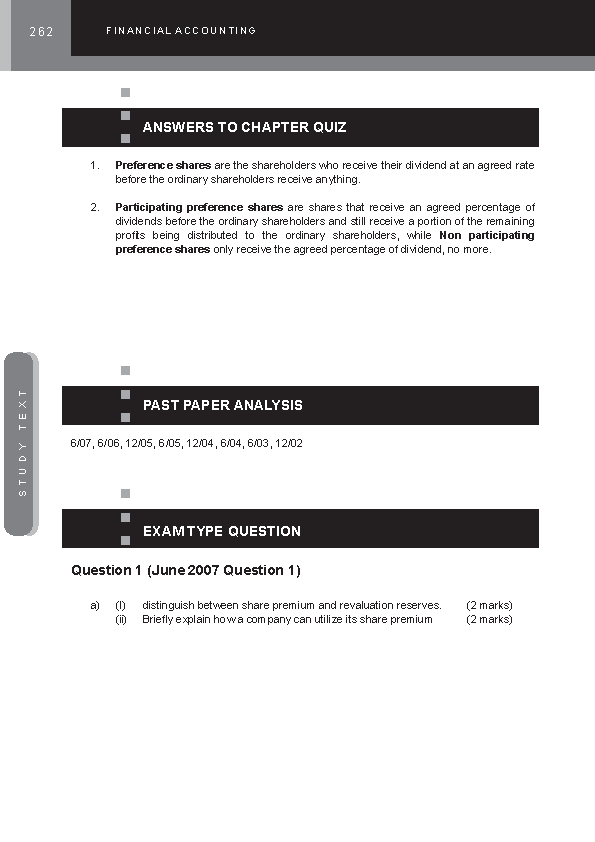 262
FINANCIAL ACCOUNTING
ANSWERS TO CHAPTER QUIZ
1. Preference shares are the shareholders who receive their dividend at an agreed rate
before the ordinary shareholders receive anything.
2. Participating preference shares are shares that receive an agreed percentage of
dividends before the ordinary shareholders and still receive a portion of the remaining
profits being distributed to the ordinary shareholders, while Non participating
preference shares only receive the agreed percentage of dividend, no more.
STUDY TEXT
PAST PAPER ANALYSIS
6/07, 6/06, 12/05, 6/05, 12/04, 6/04, 6/03, 12/02
EXAM TYPE QUESTION
Question 1 (June 2007 Question 1)
a) (I) distinguish between share premium and revaluation reserves. (2 marks)
(ii) Briefly explain how a company can utilize its share premium (2 marks)